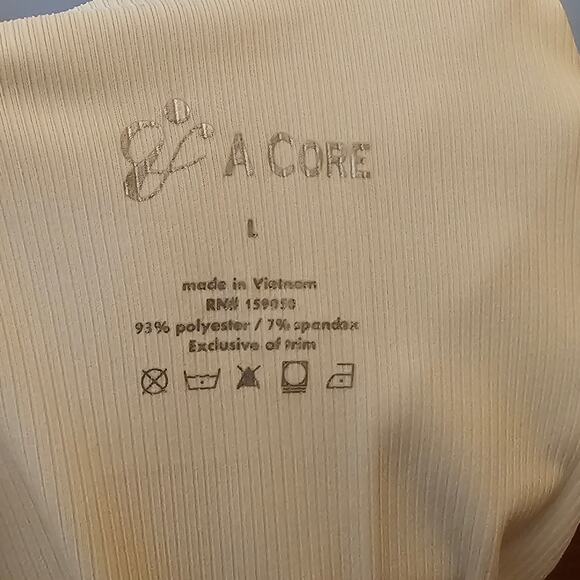 A CORE
L
made in Vietnam
RN# 159050
93% polyester / 7% spandex
Exclusive of trim